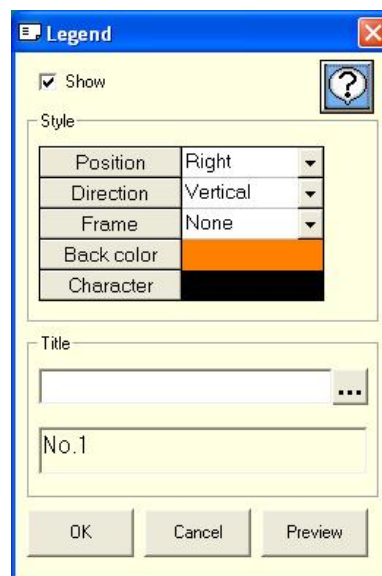 Legend
Show
?
Style
Position Right
Direction Vertical
Frame None
Back color
Character
Title
...
No.1
OK Cancel Preview